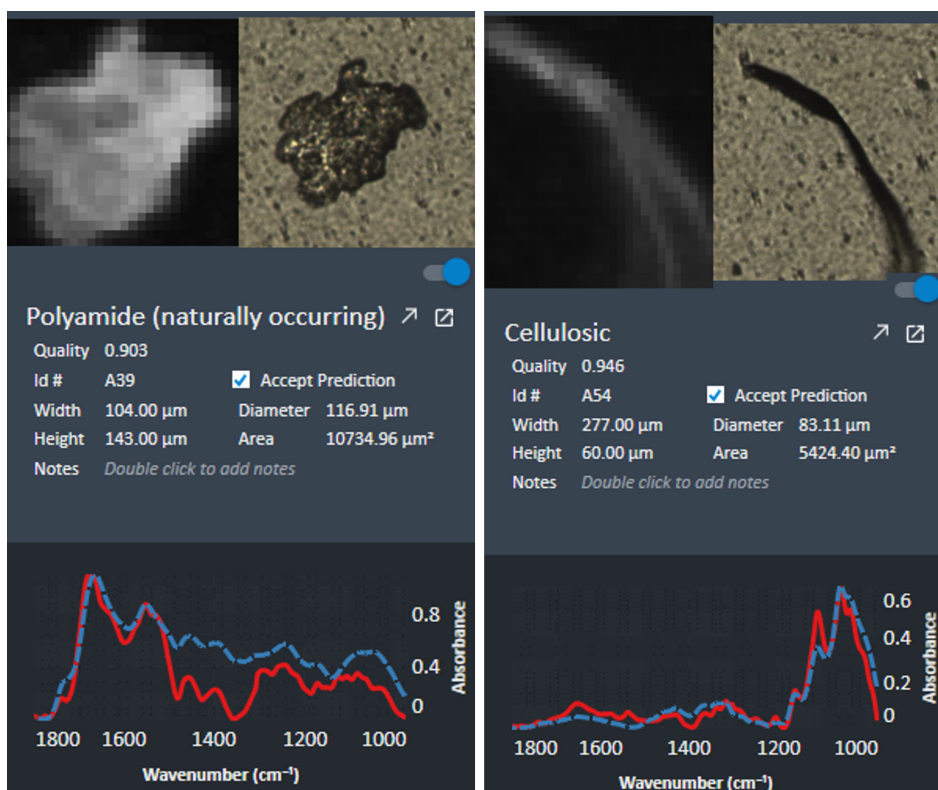 Polyamide (naturally occurring)
Quality 0.903
Id # A39 Accept Prediction
Width 104.00 µm Diameter 116.91 µm
Height 143.00 µm Area 10734.96 µm²
Notes Double click to add notes
0.8
0.4
0
Absorbance
1800 1600 1400 1200 1000
Wavenumber (cm⁻¹)
Cellulosic
Quality 0.946
Id # A54 Accept Prediction
Width 277.00 µm Diameter 83.11 µm
Height 60.00 µm Area 5424.40 µm²
Notes Double click to add notes
0.6
0.4
0.2
0
Absorbance
1800 1600 1400 1200 1000
Wavenumber (cm⁻¹)